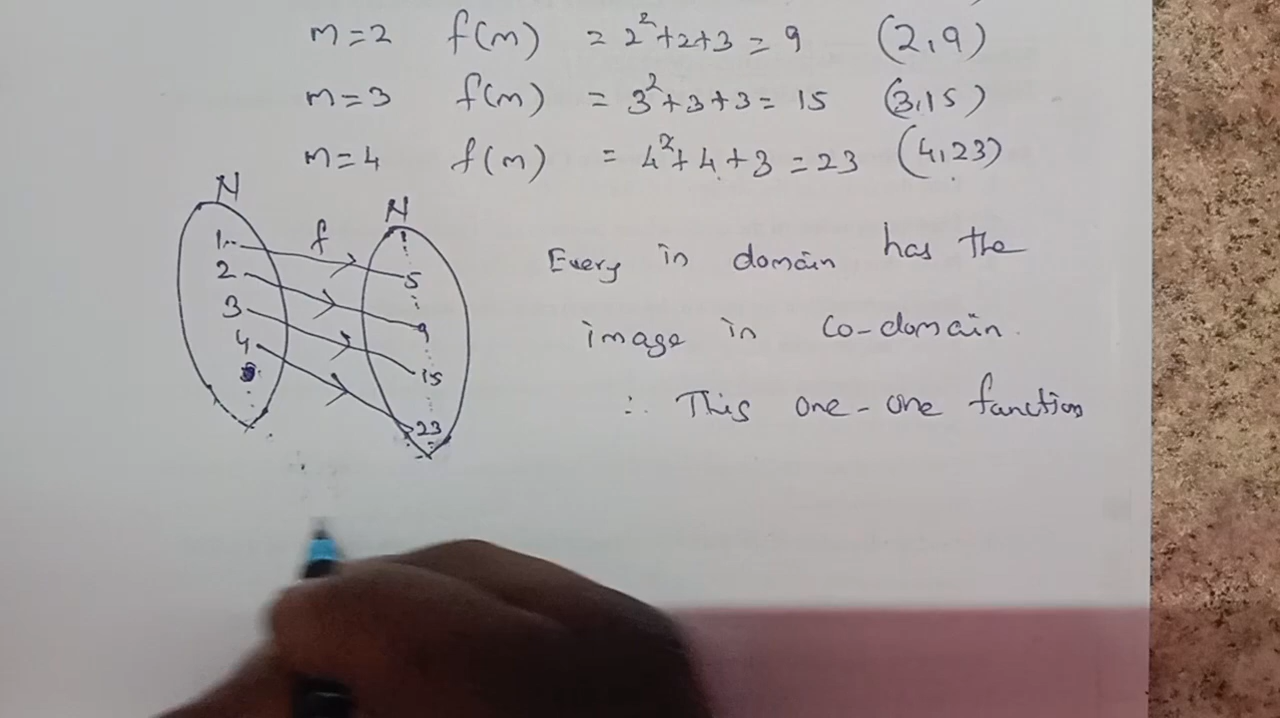 m=2 f(m) = 2²+2+3 = 9 (2,9)
m=3 f(m) = 3²+3+3 = 15 (3,15)
m=4 f(m) = 4²+4+3 = 23 (4,23)
N
N
f
1
2
3
4
5
9
15
23
Every in domain has the
image in co-domain.
∴ This one-one function